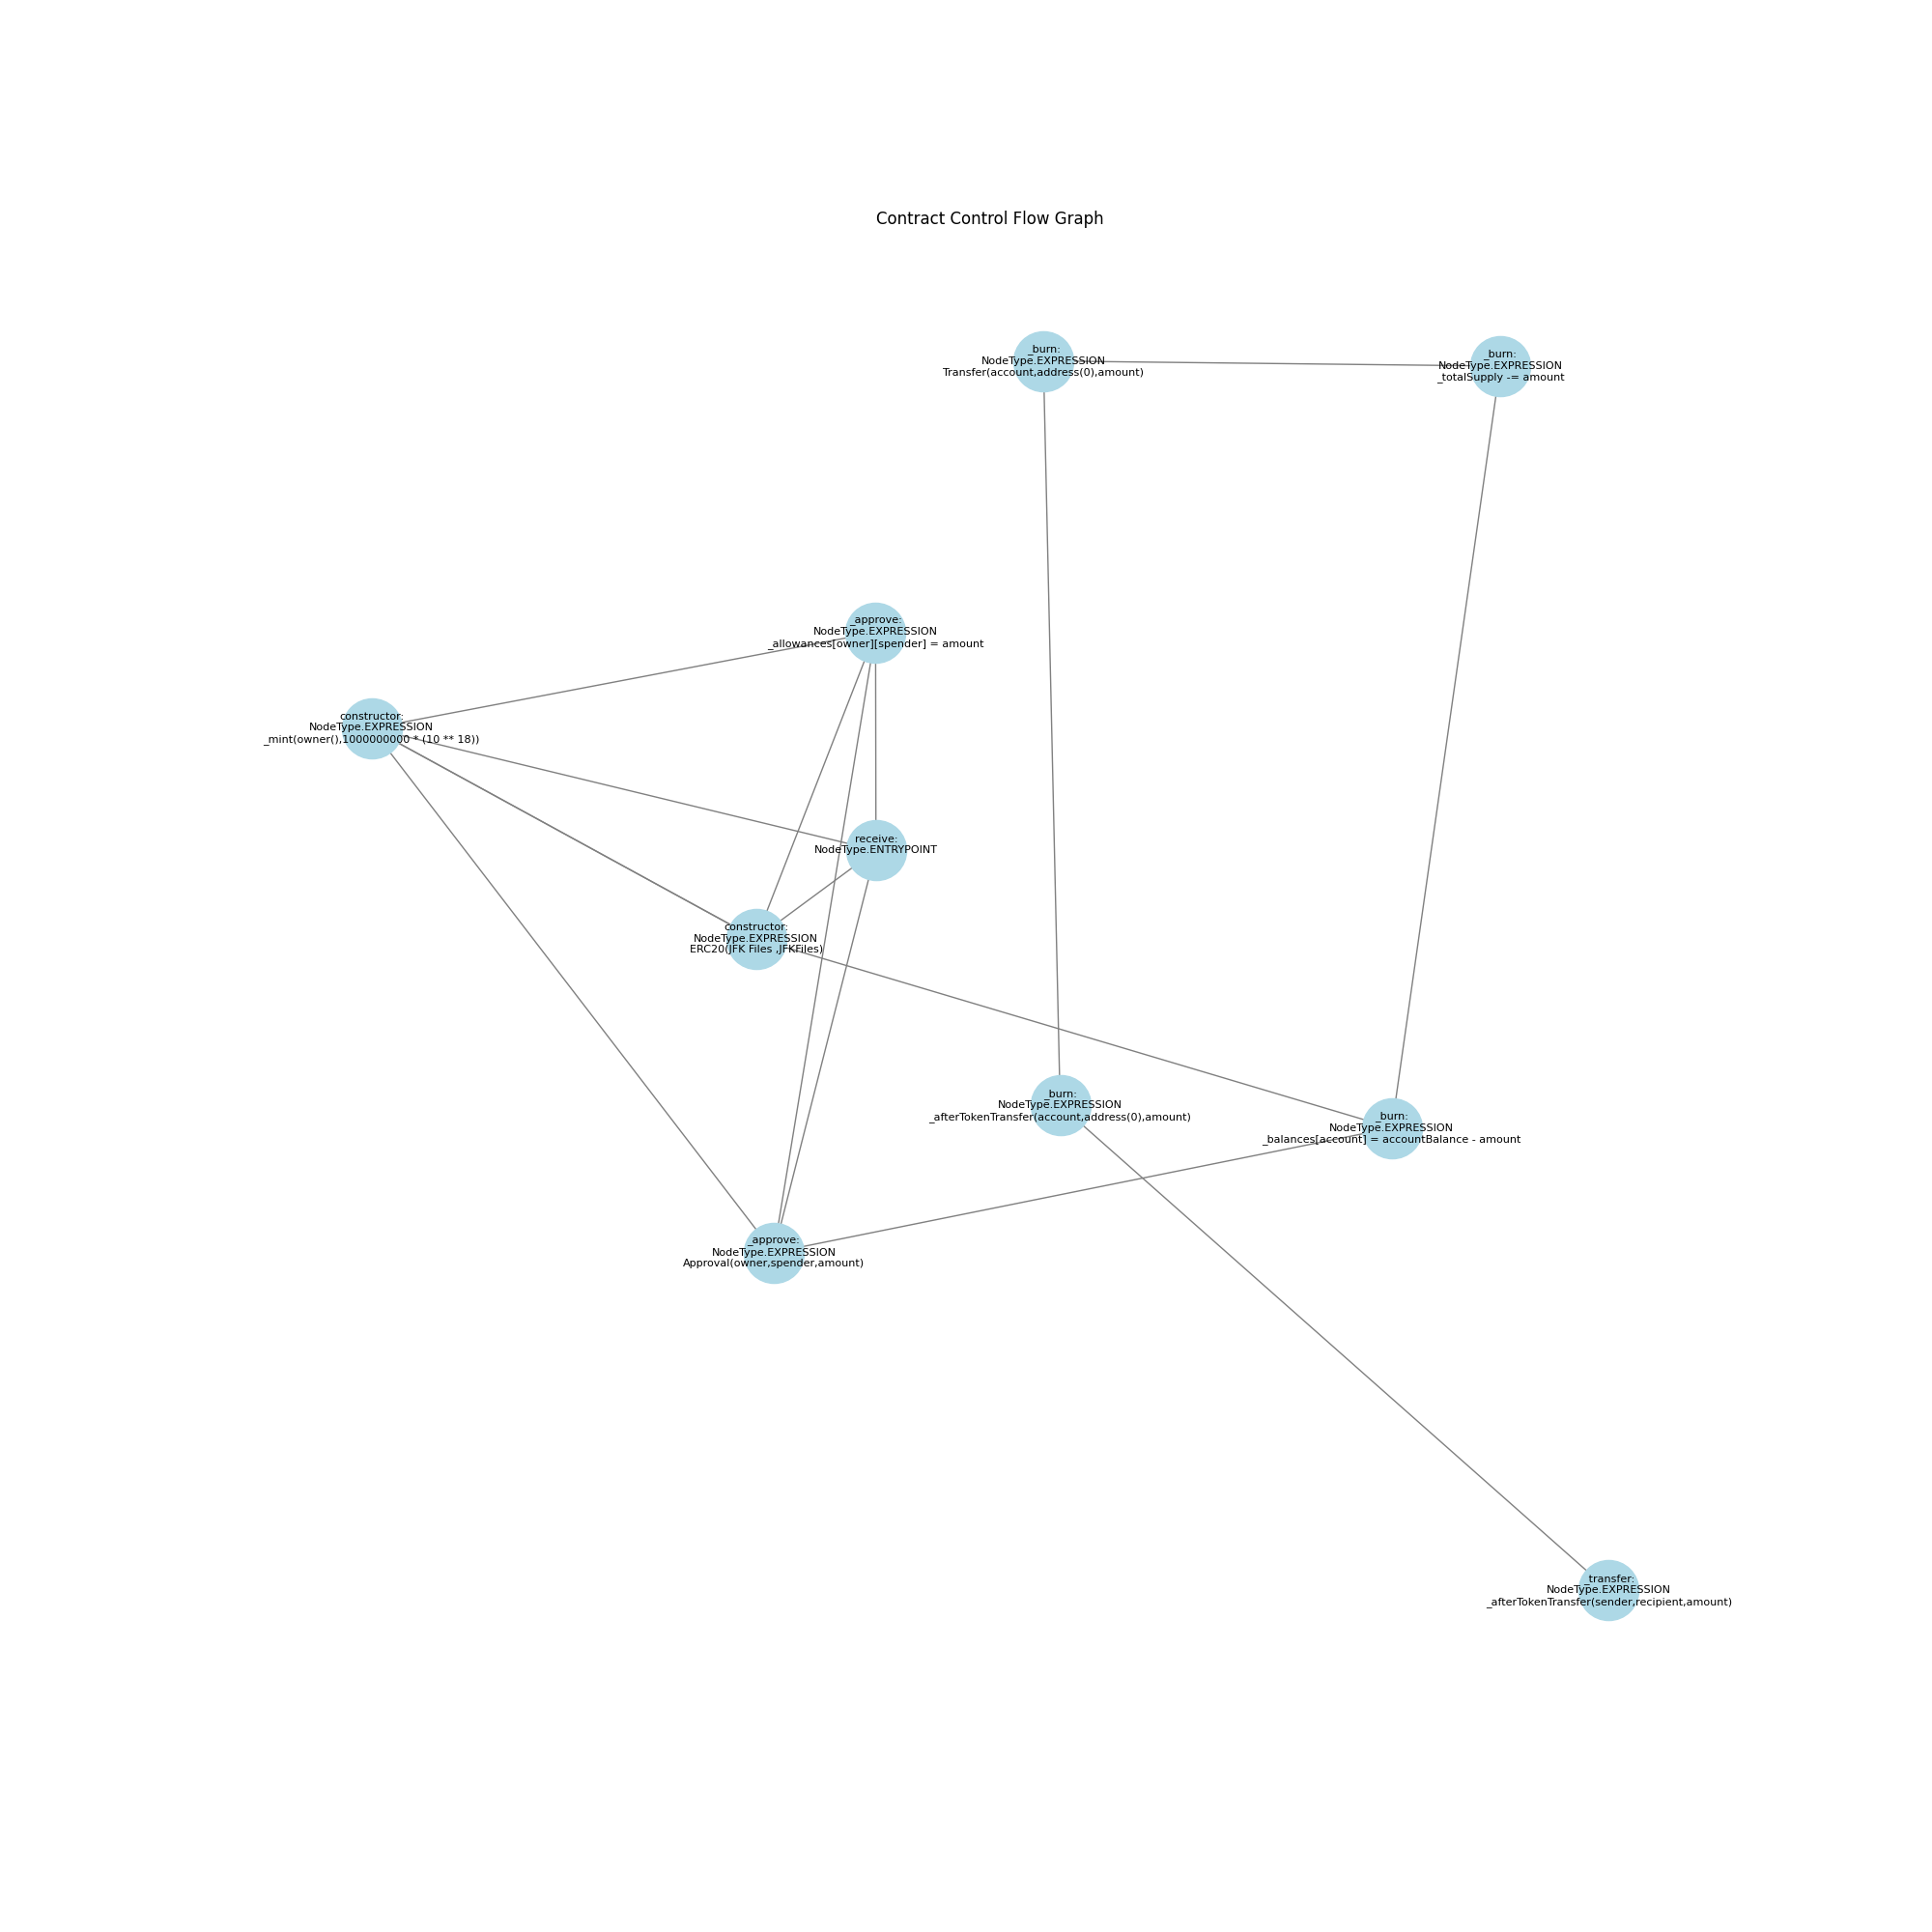 Contract Control Flow Graph
_burn:
NodeType.EXPRESSION
Transfer(account,address(0),amount)
_burn:
NodeType.EXPRESSION
_totalSupply -= amount
_approve:
NodeType.EXPRESSION
_allowances[owner][spender] = amount
constructor:
NodeType.EXPRESSION
_mint(owner(),1000000000 * (10 ** 18))
receive:
NodeType.ENTRYPOINT
constructor:
NodeType.EXPRESSION
ERC20(JFK Files ,JFKFiles)
_burn:
NodeType.EXPRESSION
_afterTokenTransfer(account,address(0),amount)
_burn:
NodeType.EXPRESSION
_balances[account] = accountBalance - amount
_approve:
NodeType.EXPRESSION
Approval(owner,spender,amount)
_transfer:
NodeType.EXPRESSION
_afterTokenTransfer(sender,recipient,amount)